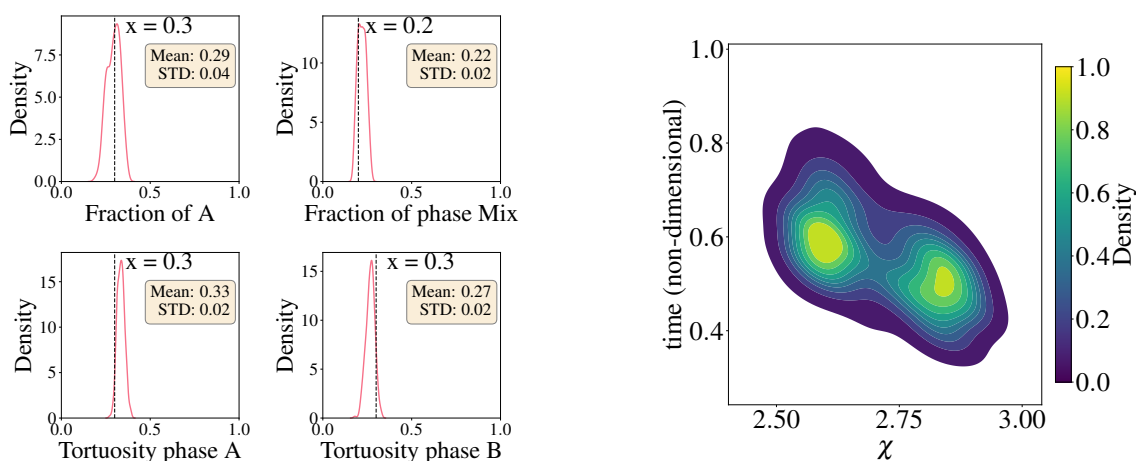 x = 0.3
Mean: 0.29
STD: 0.04
Density
7.5
5.0
2.5
0.0
0.0
0.5
1.0
Fraction of A
x = 0.2
Mean: 0.22
STD: 0.02
Density
10
5
0
0.0
0.5
1.0
Fraction of phase Mix
x = 0.3
Mean: 0.33
STD: 0.02
Density
15
10
5
0
0.0
0.5
1.0
Tortuosity phase A
x = 0.3
Mean: 0.27
STD: 0.02
Density
15
10
5
0
0.0
0.5
1.0
Tortuosity phase B
time (non-dimensional)
1.0
0.8
0.6
0.4
2.50
2.75
3.00
χ
1.0
0.8
0.6
0.4
0.2
0.0
Density